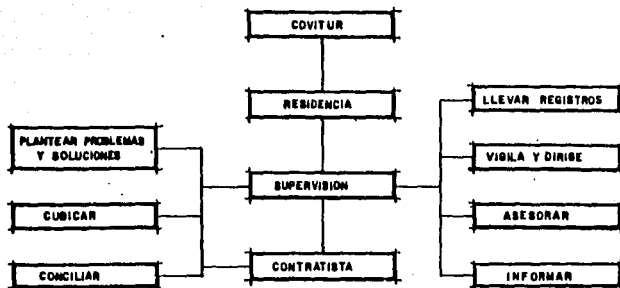 COVITUR
RESIDENCIA
LLEVAR REGISTROS
PLANTEAR PROBLEMAS
Y SOLUCIONES
VIGILA Y DIRIGE
SUPERVISION
CUBICAR
ASESORAR
CONTRATISTA
CONCILIAR
INFORMAR